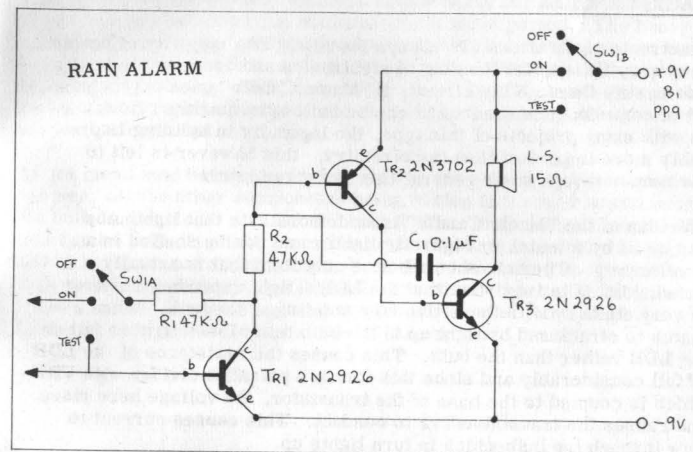 RAIN ALARM
OFF
SW1B
ON
+9V
B1
PP9
TEST
e
b
TR2 2N3702
c
L.S.
15Ω
R2
47KΩ
C1 0.1µF
OFF
SW1A
ON
R1 47KΩ
c
b
TR3 2N2926
e
TEST
c
b
TR1 2N2926
e
-9V